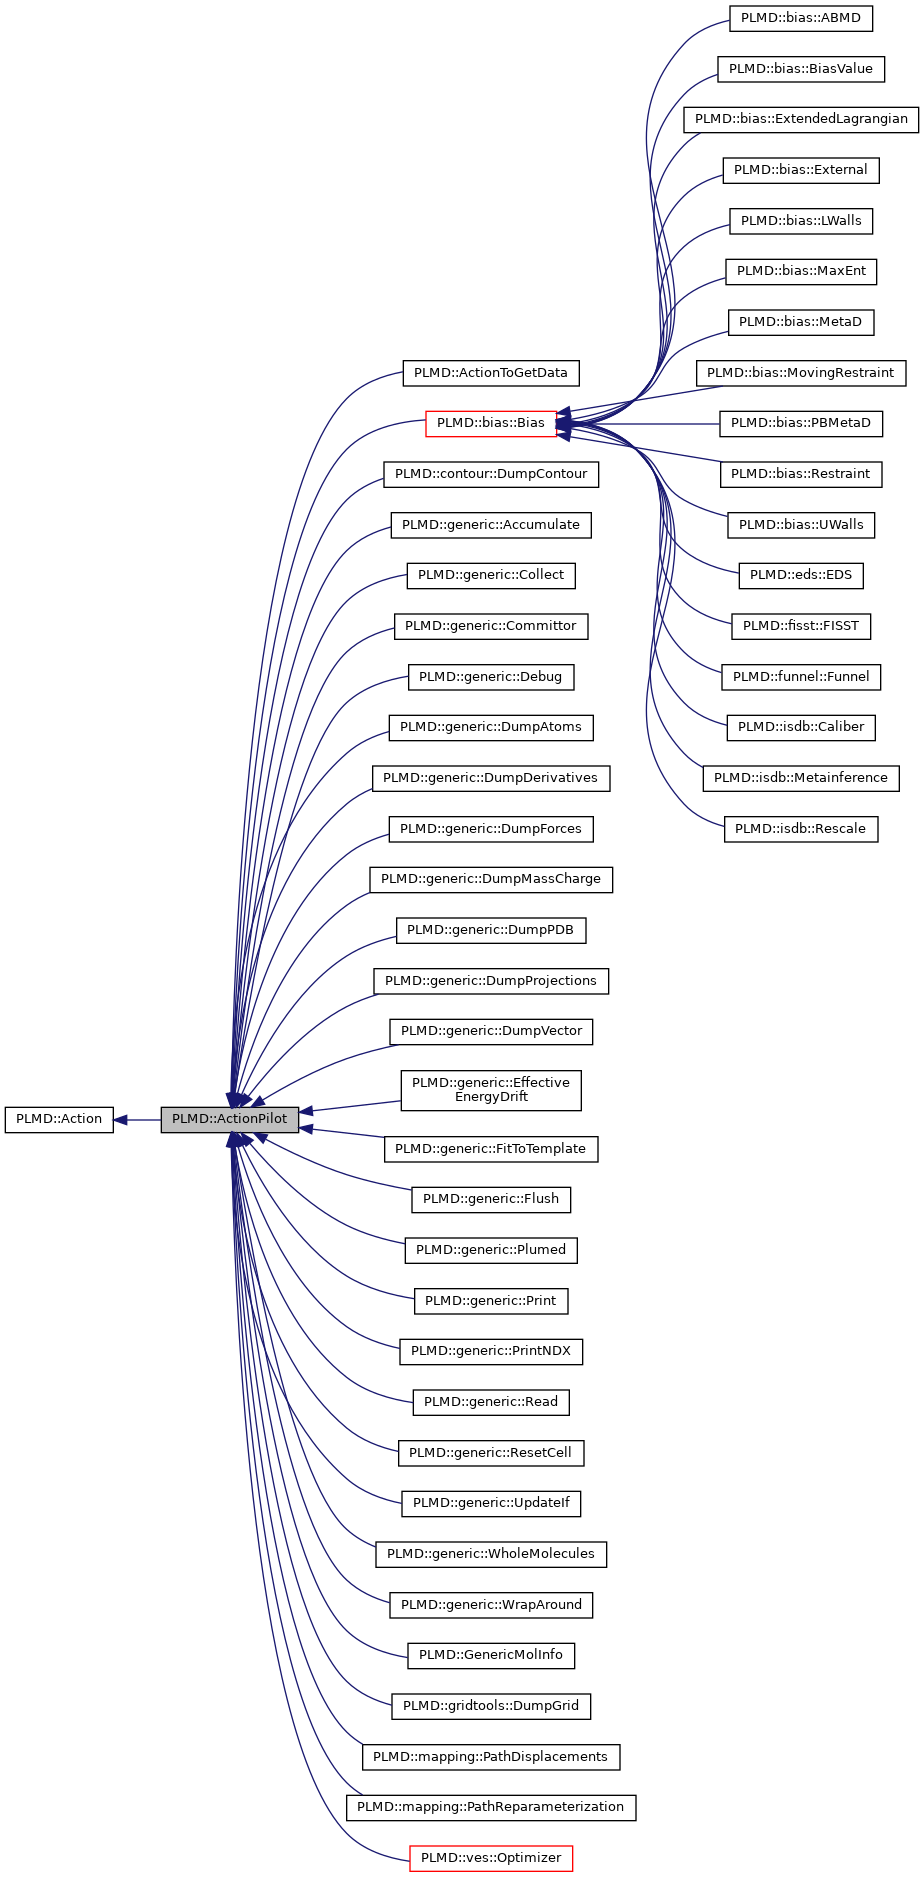 PLMD::bias::ABMD
PLMD::bias::BiasValue
PLMD::bias::ExtendedLagrangian
PLMD::bias::External
PLMD::bias::LWalls
PLMD::bias::MaxEnt
PLMD::bias::MetaD
PLMD::bias::MovingRestraint
PLMD::bias::PBMetaD
PLMD::bias::Restraint
PLMD::bias::UWalls
PLMD::eds::EDS
PLMD::fisst::FISST
PLMD::funnel::Funnel
PLMD::isdb::Caliber
PLMD::isdb::Metainference
PLMD::isdb::Rescale
PLMD::ActionToGetData
PLMD::bias::Bias
PLMD::contour::DumpContour
PLMD::generic::Accumulate
PLMD::generic::Collect
PLMD::generic::Committor
PLMD::generic::Debug
PLMD::generic::DumpAtoms
PLMD::generic::DumpDerivatives
PLMD::generic::DumpForces
PLMD::generic::DumpMassCharge
PLMD::generic::DumpPDB
PLMD::generic::DumpProjections
PLMD::generic::DumpVector
PLMD::generic::Effective
EnergyDrift
PLMD::Action
PLMD::ActionPilot
PLMD::generic::FitToTemplate
PLMD::generic::Flush
PLMD::generic::Plumed
PLMD::generic::Print
PLMD::generic::PrintNDX
PLMD::generic::Read
PLMD::generic::ResetCell
PLMD::generic::UpdateIf
PLMD::generic::WholeMolecules
PLMD::generic::WrapAround
PLMD::GenericMolInfo
PLMD::gridtools::DumpGrid
PLMD::mapping::PathDisplacements
PLMD::mapping::PathReparameterization
PLMD::ves::Optimizer